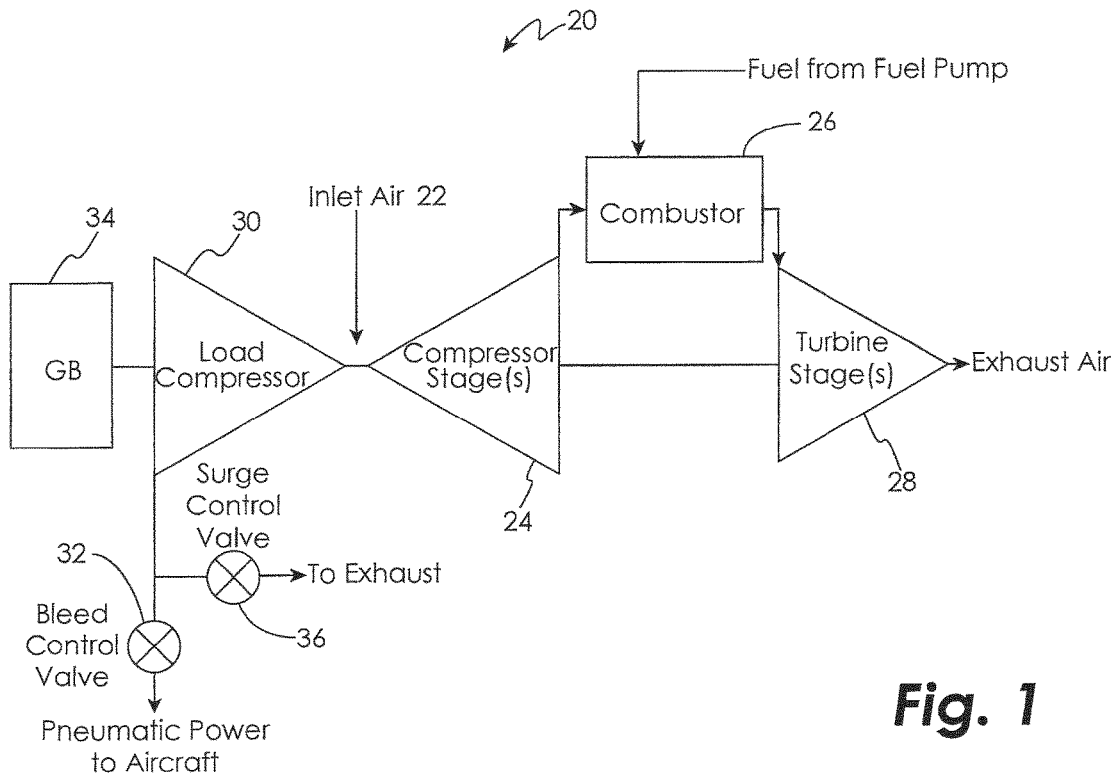 20
Fuel from Fuel Pump
26
Combustor
Inlet Air 22
34
30
GB
Load
Compressor
Compressor
Stage(s)
Turbine
Stage(s)
Exhaust Air
28
24
Surge
Control
Valve
32
To Exhaust
36
Bleed
Control
Valve
Pneumatic Power
to Aircraft
Fig. 1